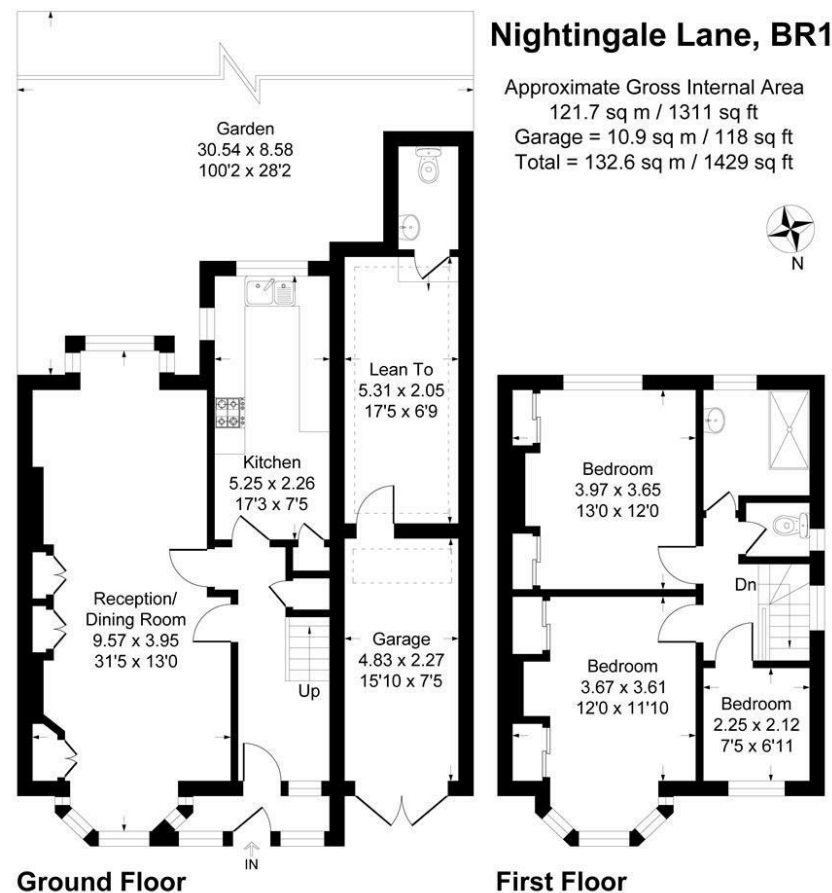 Nightingale Lane, BR1
Approximate Gross Internal Area
121.7 sq m / 1311 sq ft
Garage = 10.9 sq m / 118 sq ft
Total = 132.6 sq m / 1429 sq ft
N
Garden
30.54 x 8.58
100'2 x 28'2
Lean To
5.31 x 2.05
17'5 x 6'9
Kitchen
5.25 x 2.26
17'3 x 7'5
Reception/
Dining Room
9.57 x 3.95
31'5 x 13'0
Up
Garage
4.83 x 2.27
15'10 x 7'5
IN
Ground Floor
Bedroom
3.97 x 3.65
13'0 x 12'0
Dn
Bedroom
3.67 x 3.61
12'0 x 11'10
Bedroom
2.25 x 2.12
7'5 x 6'11
First Floor